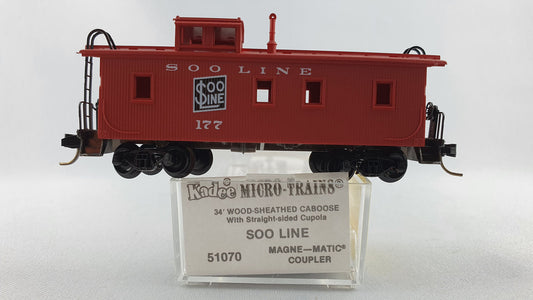 SOO LINE
SOO
LINE
177
Kadee MICRO-TRAINS®
34' WOOD-SHEATHED CABOOSE
With Straight-sided Cupola
SOO LINE
51070
MAGNE—MATIC®
COUPLER